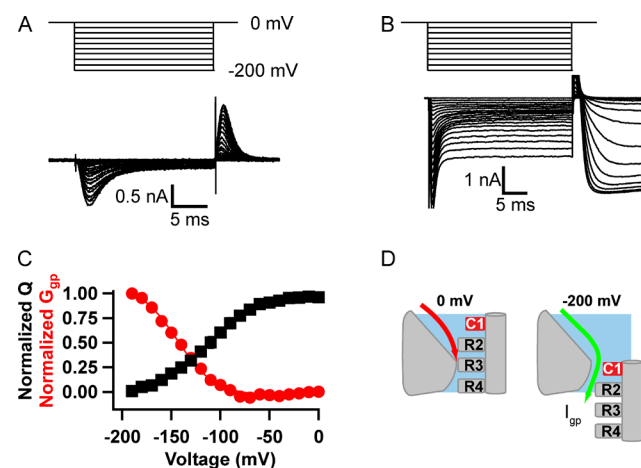 A
0 mV
-200 mV
0.5 nA
5 ms
B
1 nA
5 ms
C
Normalized Q
Normalized Ggp
1.00
0.75
0.50
0.25
0.00
-200 -150 -100 -50 0
Voltage (mV)
D
0 mV
C1
R2
R3
R4
-200 mV
C1
R2
R3
R4
Igp